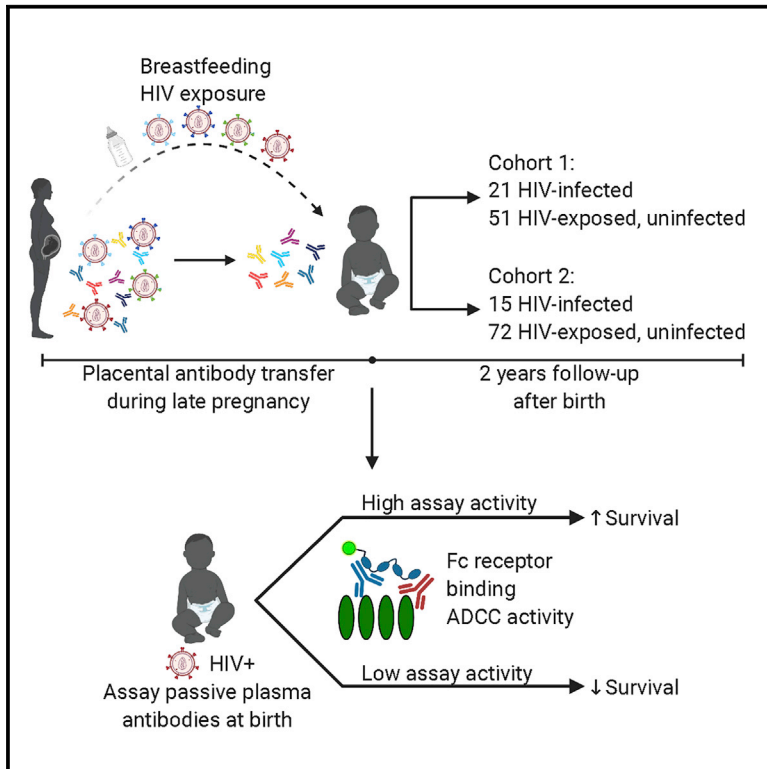 Breastfeeding
HIV exposure
Cohort 1:
21 HIV-infected
51 HIV-exposed, uninfected
Cohort 2:
15 HIV-infected
72 HIV-exposed, uninfected
Placental antibody transfer
during late pregnancy
2 years follow-up
after birth
High assay activity
↑Survival
Fc receptor
binding
ADCC activity
HIV+
Assay passive plasma
antibodies at birth
Low assay activity
↓Survival